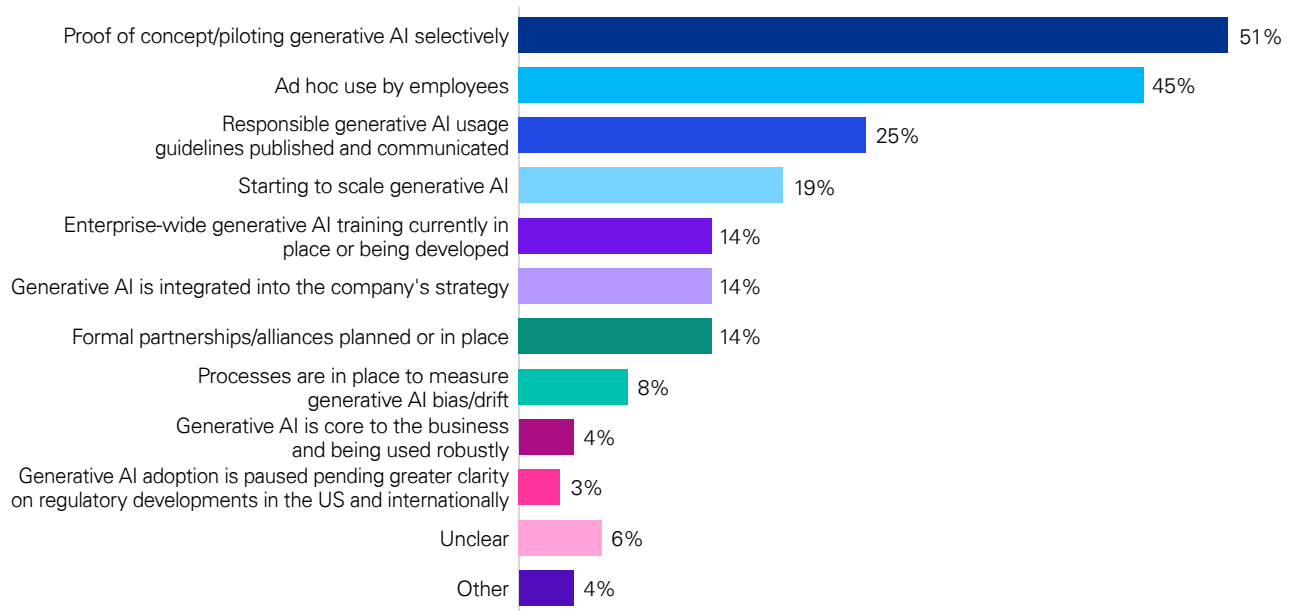 Proof of concept/piloting generative AI selectively 51%
Ad hoc use by employees 45%
Responsible generative AI usage
guidelines published and communicated 25%
Starting to scale generative AI 19%
Enterprise-wide generative AI training currently in
place or being developed 14%
Generative AI is integrated into the company's strategy 14%
Formal partnerships/alliances planned or in place 14%
Processes are in place to measure
generative AI bias/drift 8%
Generative AI is core to the business
and being used robustly 4%
Generative AI adoption is paused pending greater clarity
on regulatory developments in the US and internationally 3%
Unclear 6%
Other 4%